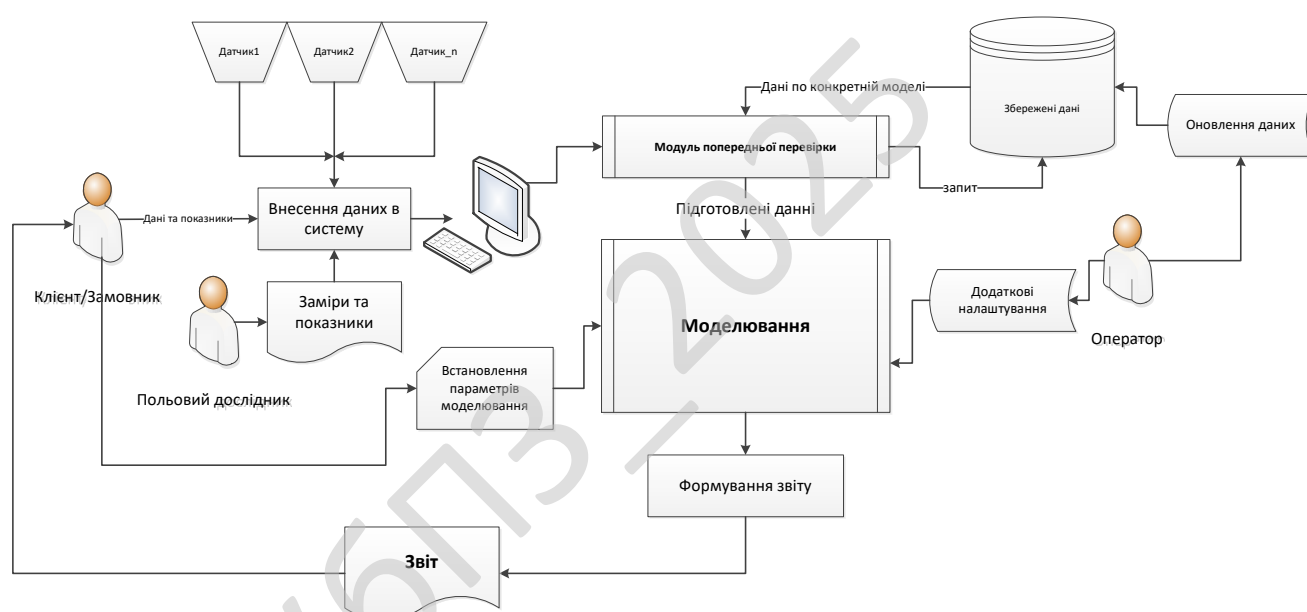 Датчик1
Датчик2
Датчик_n
Дані по конкретній моделі
Збережені дані
Оновлення даних
Модуль попередньої перевірки
запит
Дані та показники
Внесення даних в
систему
Підготовлені данні
Клієнт/Замовник
Заміри та
показники
Моделювання
Додаткові
налаштування
Оператор
Польовий дослідник
Встановлення
параметрів
моделювання
Формування звіту
Звіт
бПЗ_2025